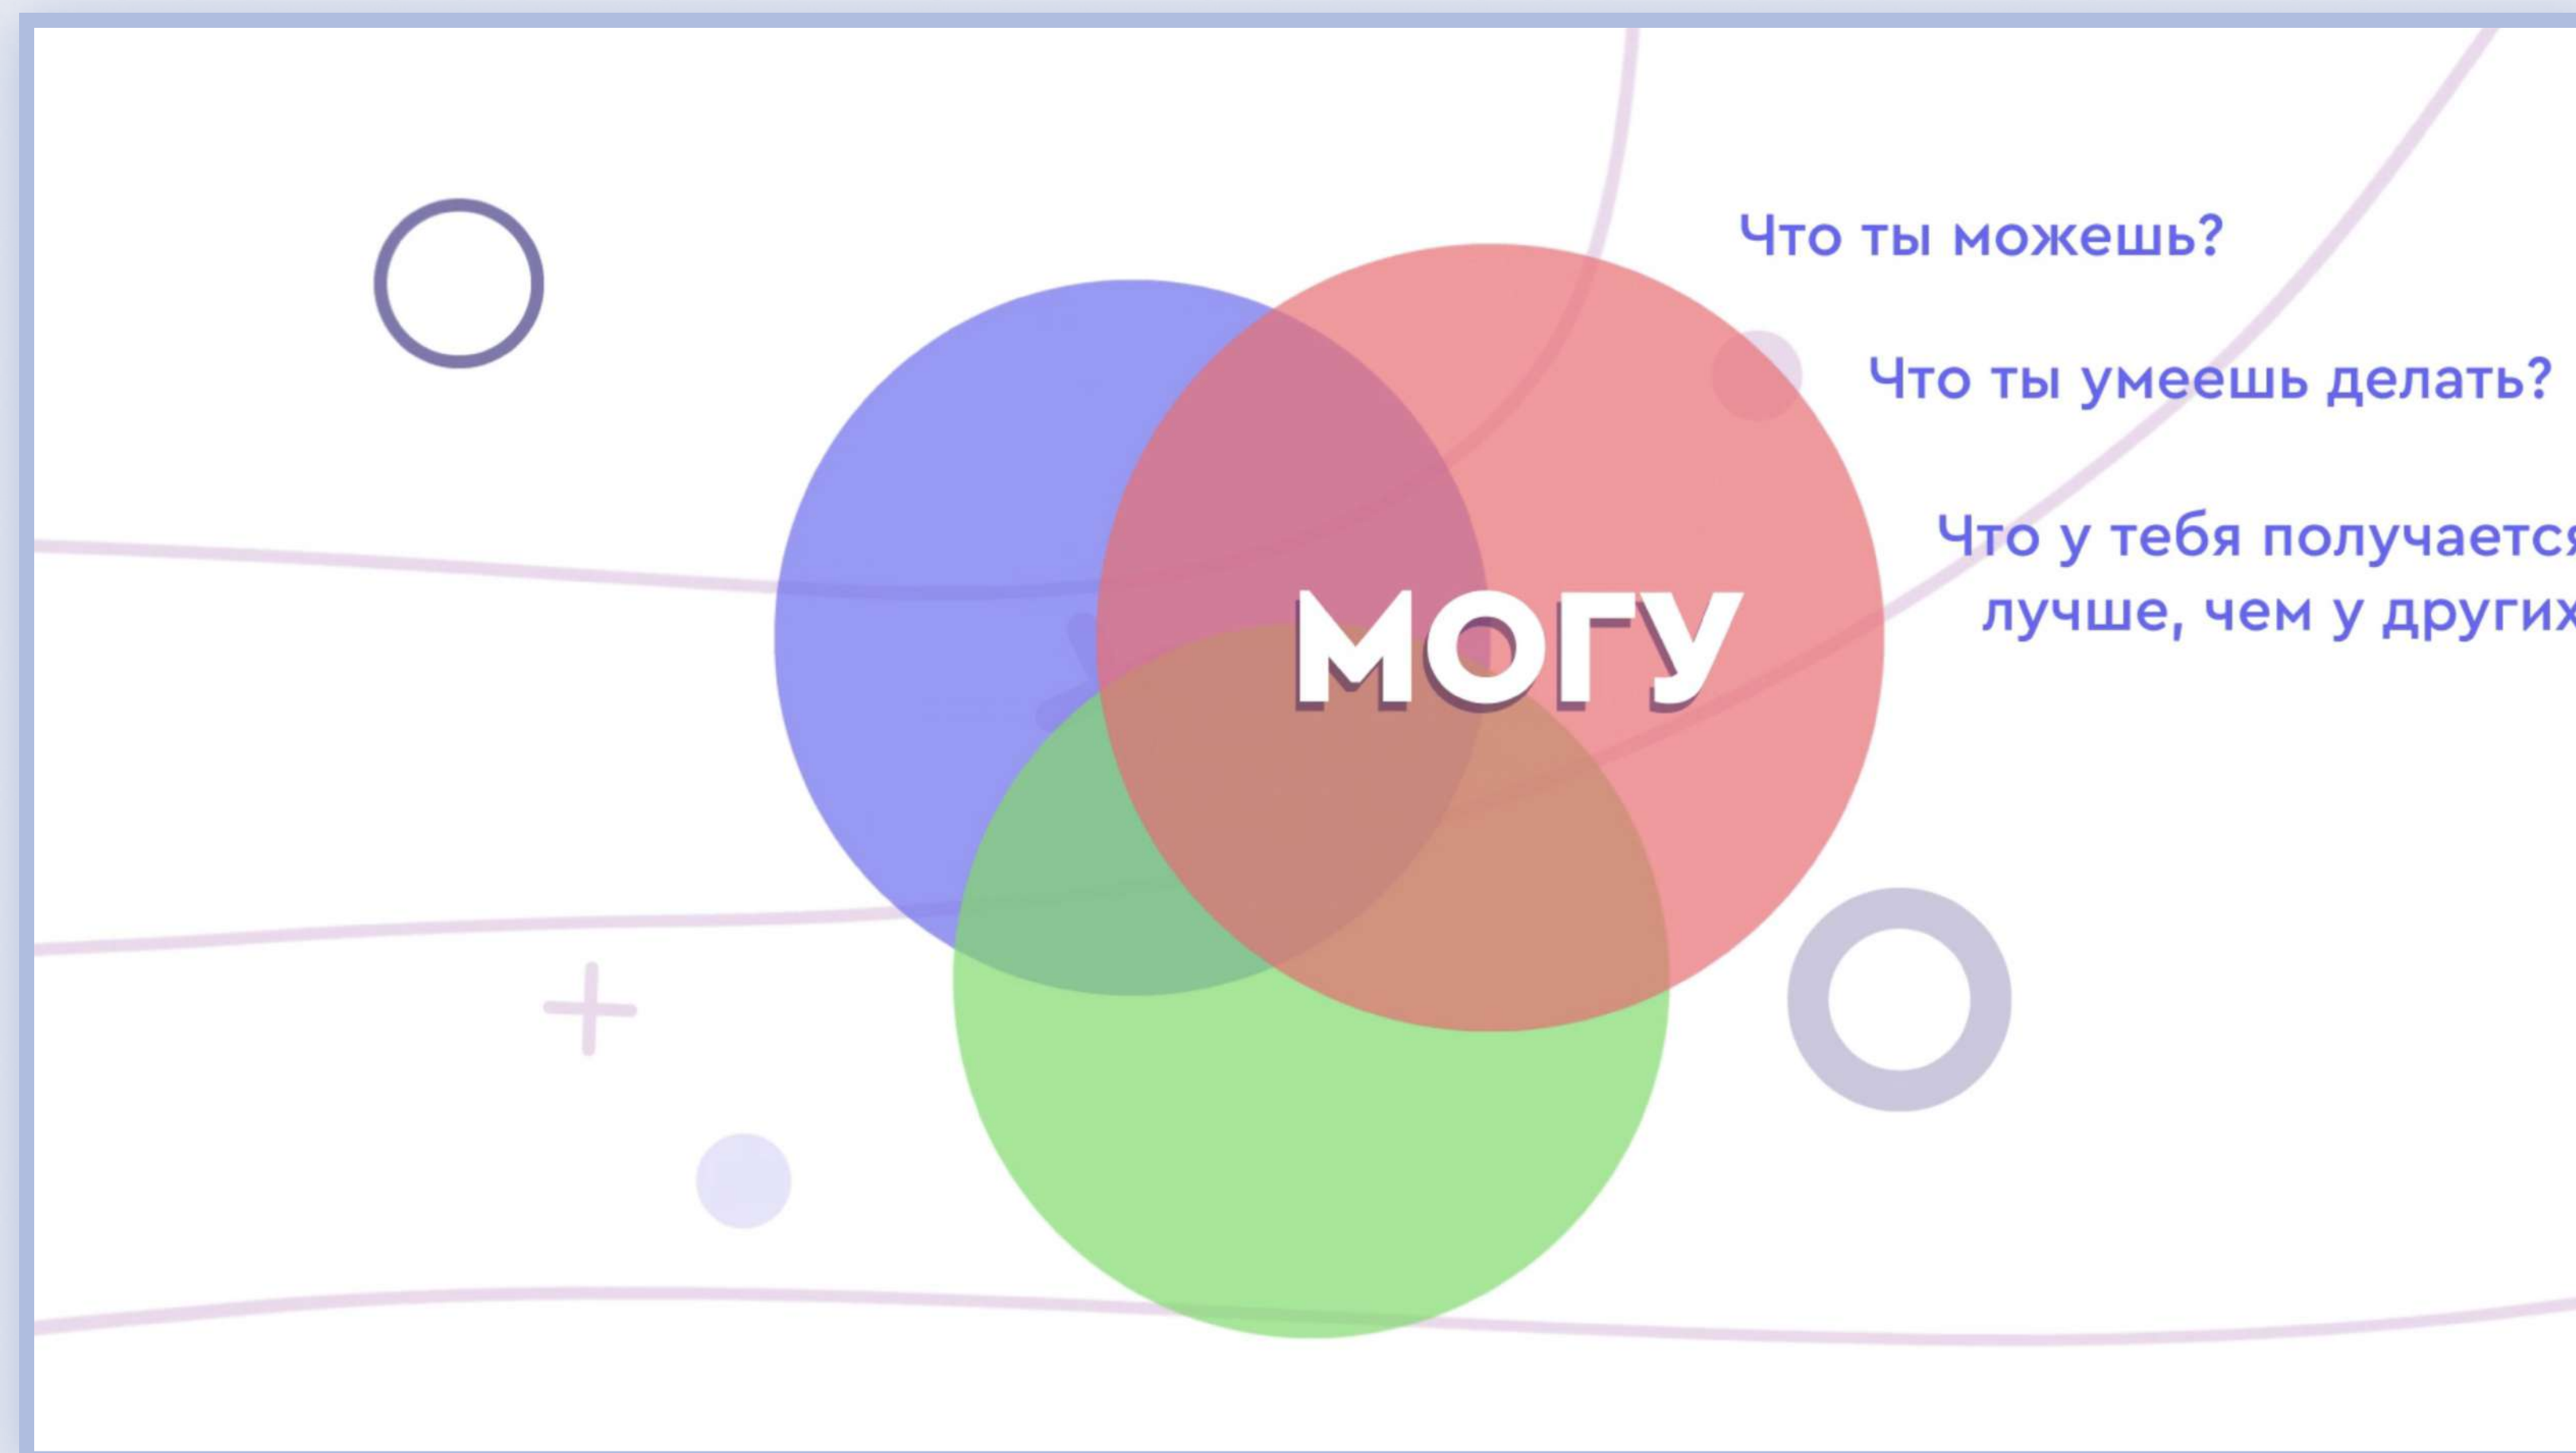 Что ты можешь?
Что ты умеешь делать?
Что у тебя получается
лучше, чем у других
МОГУ